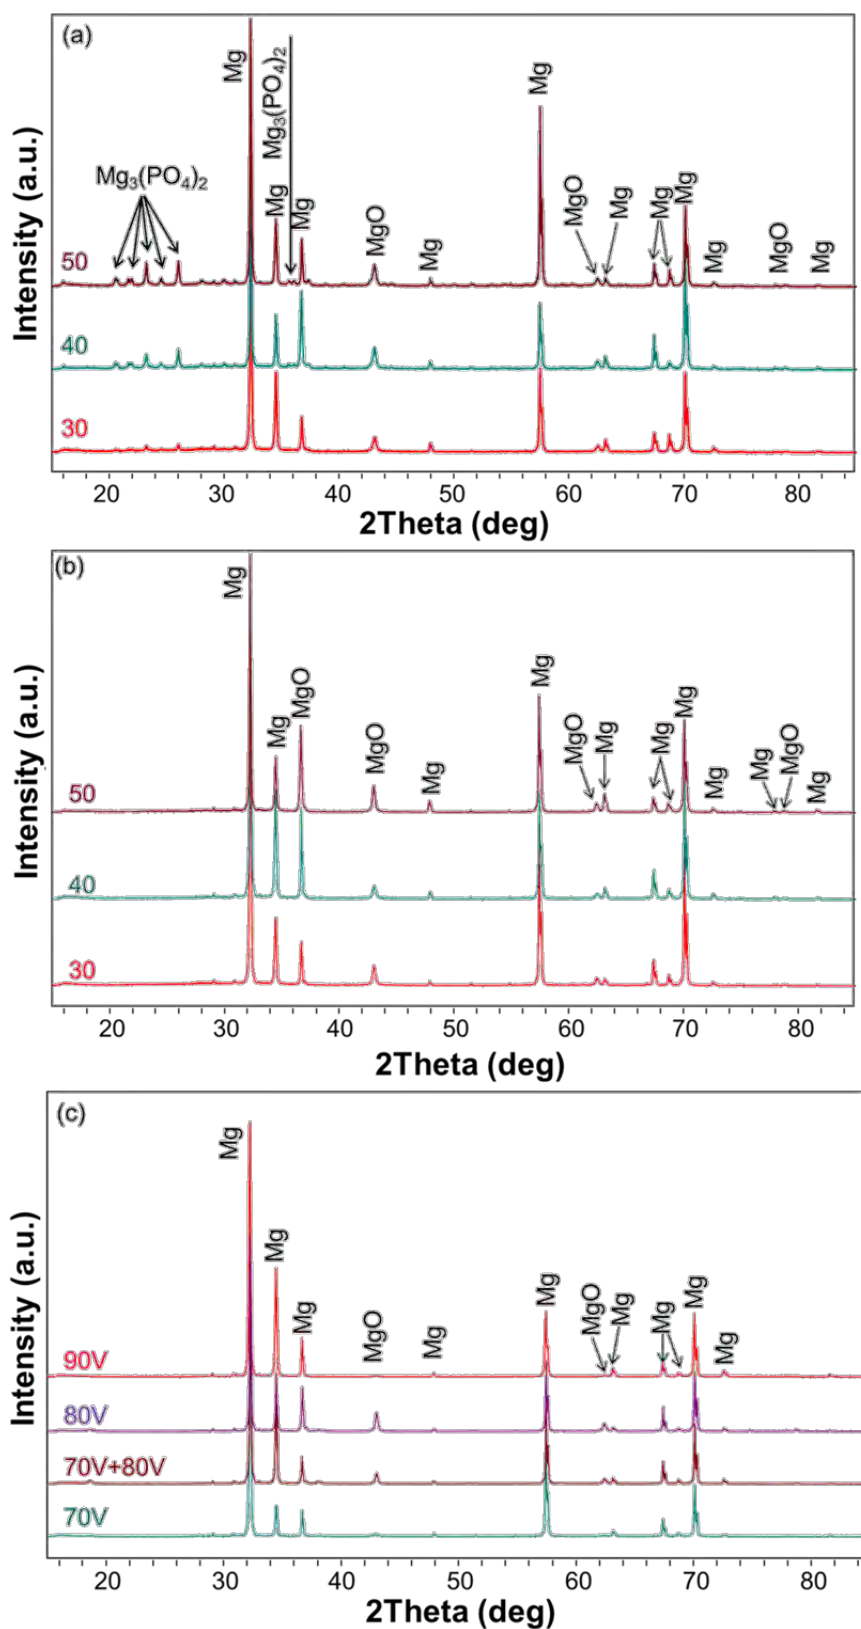 (a)
Intensity (a.u.)
Mg₃(PO₄)₂
Mg
Mg
Mg₃(PO₄)₂
Mg
MgO
Mg
Mg
MgO
Mg
Mg
Mg
Mg
MgO
Mg
50
40
30
20 30 40 50 60 70 80
2Theta (deg)
(b)
Intensity (a.u.)
Mg
Mg
MgO
MgO
Mg
Mg
MgO
Mg
Mg
Mg
Mg
Mg
MgO
Mg
50
40
30
20 30 40 50 60 70 80
2Theta (deg)
(c)
Intensity (a.u.)
Mg
Mg
Mg
MgO
Mg
Mg
MgO
Mg
Mg
Mg
Mg
90V
80V
70V+80V
70V
20 30 40 50 60 70 80
2Theta (deg)